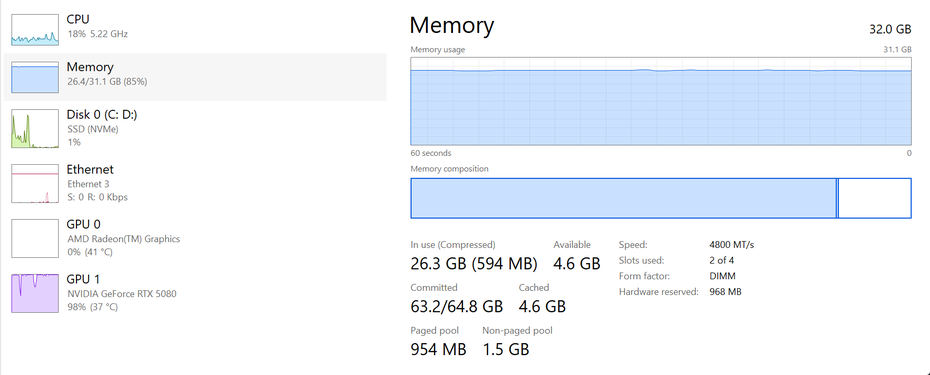 CPU
18% 5.22 GHz
Memory
26.4/31.1 GB (85%)
Disk 0 (C: D:)
SSD (NVMe)
1%
Ethernet
Ethernet 3
S: 0 R: 0 Kbps
GPU 0
AMD Radeon(TM) Graphics
0% (41 °C)
GPU 1
NVIDIA GeForce RTX 5080
98% (37 °C)
Memory
32.0 GB
Memory usage
31.1 GB
60 seconds
0
Memory composition
In use (Compressed)
26.3 GB (594 MB)
Available
4.6 GB
Committed
63.2/64.8 GB
Cached
4.6 GB
Paged pool
954 MB
Non-paged pool
1.5 GB
Speed: 4800 MT/s
Slots used: 2 of 4
Form factor: DIMM
Hardware reserved: 968 MB